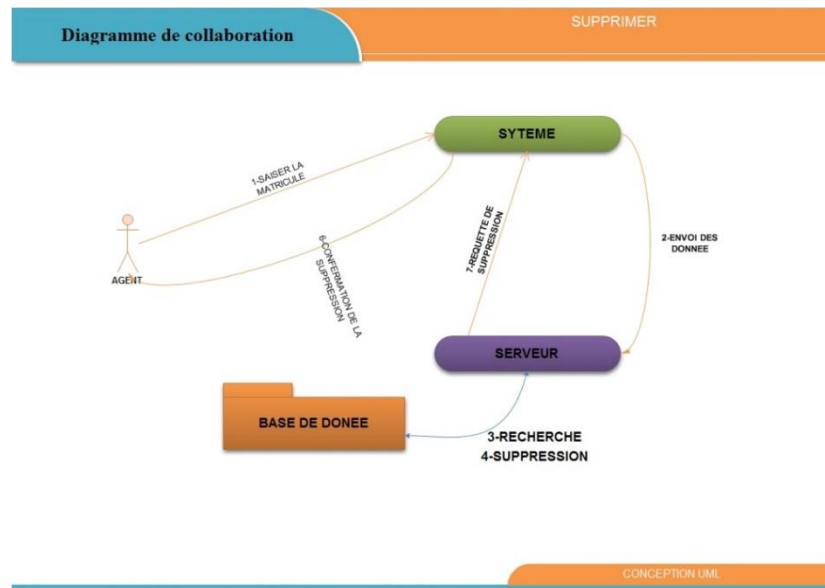 Diagramme de collaboration
SUPPRIMER
SYTEME
1-SAISER LA
MATRICULE
7-REQUETTE DE
SUPPRESSION
2-ENVOI DES
DONNEE
6-CONFERMATION DE LA
SUPPRESSION
AGENT
SERVEUR
BASE DE DONEE
3-RECHERCHE
4-SUPPRESSION
CONCEPTION UML